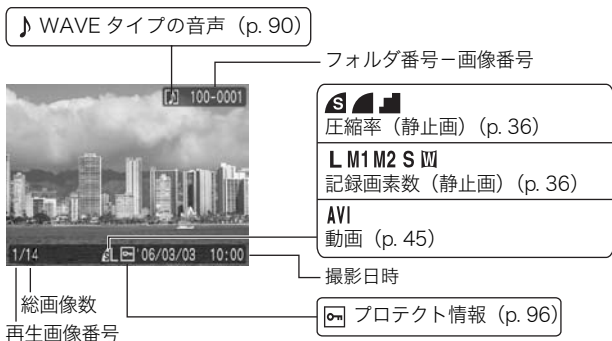 WAVE タイプの音声（p. 90）
フォルダ番号－画像番号
100-0001
S
圧縮率（静止画）（p. 36）
L M1 M2 S W
記録画素数（静止画）（p. 36）
AVI
動画（p. 45）
1/14 S L '06/03/03 10:00
撮影日時
総画像数
プロテクト情報（p. 96）
再生画像番号